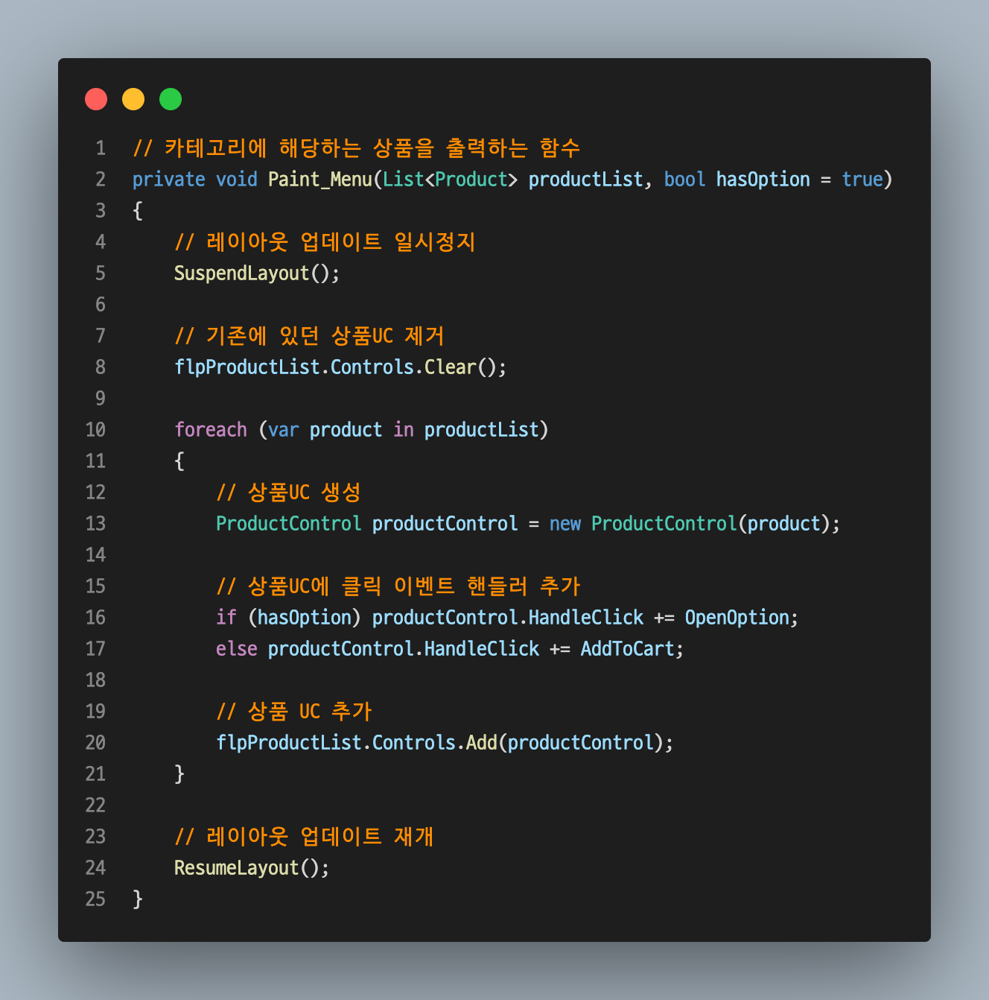 1 // 카테고리에 해당하는 상품을 출력하는 함수
2 private void Paint_Menu(List<Product> productList, bool hasOption = true)
3 {
4     // 레이아웃 업데이트 일시정지
5     SuspendLayout();
6
7     // 기존에 있던 상품UC 제거
8     flpProductList.Controls.Clear();
9
10     foreach (var product in productList)
11     {
12         // 상품UC 생성
13         ProductControl productControl = new ProductControl(product);
14
15         // 상품UC에 클릭 이벤트 핸들러 추가
16         if (hasOption) productControl.HandleClick += OpenOption;
17         else productControl.HandleClick += AddToCart;
18
19         // 상품 UC 추가
20         flpProductList.Controls.Add(productControl);
21     }
22
23     // 레이아웃 업데이트 재개
24     ResumeLayout();
25 }